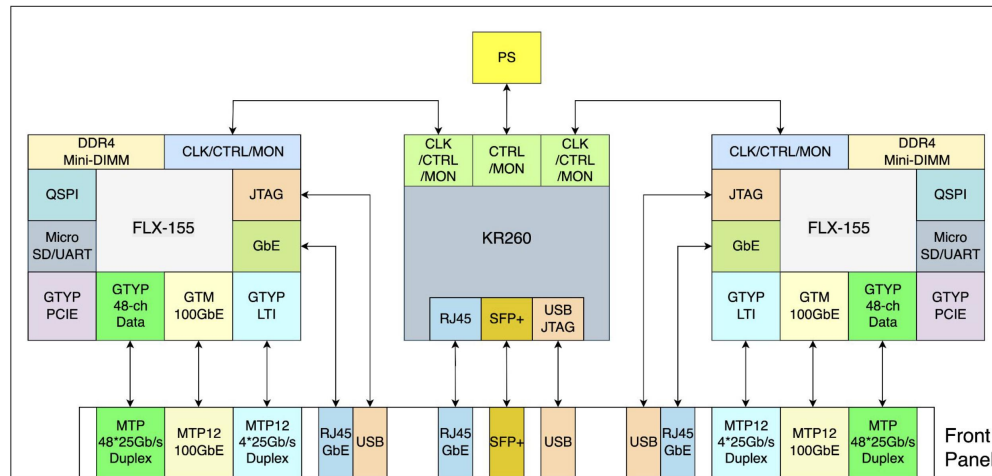 PS
DDR4
Mini-DIMM
CLK/CTRL/MON
QSPI
JTAG
FLX-155
Micro
SD/UART
GbE
GTYP
PCIE
GTYP
48-ch
Data
GTM
100GbE
GTYP
LTI
CLK
/CTRL
/MON
CTRL
/MON
CLK
/CTRL
/MON
KR260
RJ45
SFP+
USB
JTAG
CLK/CTRL/MON
DDR4
Mini-DIMM
JTAG
QSPI
FLX-155
GbE
Micro
SD/UART
GTYP
LTI
GTM
100GbE
GTYP
48-ch
Data
GTYP
PCIE
MTP
48*25Gb/s
Duplex
MTP12
100GbE
MTP12
4*25Gb/s
Duplex
RJ45
GbE
USB
RJ45
GbE
SFP+
USB
USB
RJ45
GbE
MTP12
4*25Gb/s
Duplex
MTP12
100GbE
MTP
48*25Gb/s
Duplex
Front
Panel